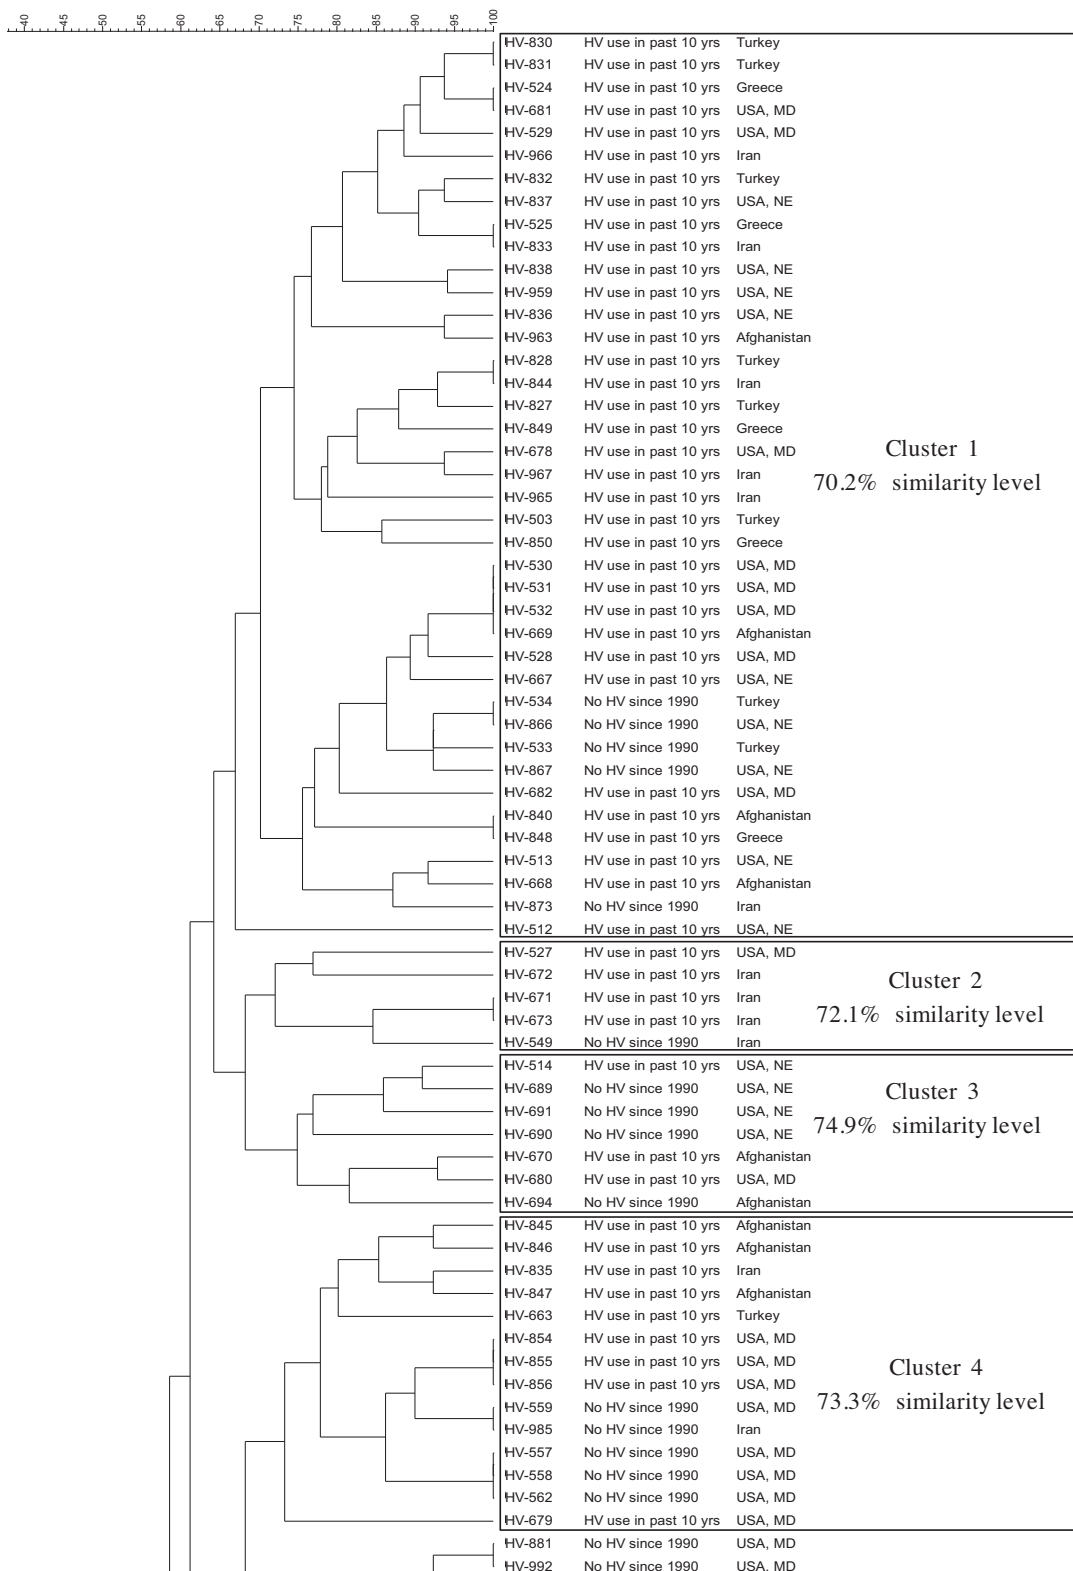 -40 -45 -50 -55 -60 -65 -70 -75 -80 -85 -90 -95 -100
HV-830 HV use in past 10 yrs Turkey
HV-831 HV use in past 10 yrs Turkey
HV-524 HV use in past 10 yrs Greece
HV-681 HV use in past 10 yrs USA, MD
HV-529 HV use in past 10 yrs USA, MD
HV-966 HV use in past 10 yrs Iran
HV-832 HV use in past 10 yrs Turkey
HV-837 HV use in past 10 yrs USA, NE
HV-525 HV use in past 10 yrs Greece
HV-833 HV use in past 10 yrs Iran
HV-838 HV use in past 10 yrs USA, NE
HV-959 HV use in past 10 yrs USA, NE
HV-836 HV use in past 10 yrs USA, NE
HV-963 HV use in past 10 yrs Afghanistan
HV-828 HV use in past 10 yrs Turkey
HV-844 HV use in past 10 yrs Iran
HV-827 HV use in past 10 yrs Turkey
HV-849 HV use in past 10 yrs Greece
Cluster 1
HV-678 HV use in past 10 yrs USA, MD
HV-967 HV use in past 10 yrs Iran
70.2% similarity level
HV-965 HV use in past 10 yrs Iran
HV-503 HV use in past 10 yrs Turkey
HV-850 HV use in past 10 yrs Greece
HV-530 HV use in past 10 yrs USA, MD
HV-531 HV use in past 10 yrs USA, MD
HV-532 HV use in past 10 yrs USA, MD
HV-669 HV use in past 10 yrs Afghanistan
HV-528 HV use in past 10 yrs USA, MD
HV-667 HV use in past 10 yrs USA, NE
HV-534 No HV since 1990 Turkey
HV-866 No HV since 1990 USA, NE
HV-533 No HV since 1990 Turkey
HV-867 No HV since 1990 USA, NE
HV-682 HV use in past 10 yrs USA, MD
HV-840 HV use in past 10 yrs Afghanistan
HV-848 HV use in past 10 yrs Greece
HV-513 HV use in past 10 yrs USA, NE
HV-668 HV use in past 10 yrs Afghanistan
HV-873 No HV since 1990 Iran
HV-512 HV use in past 10 yrs USA, NE
HV-527 HV use in past 10 yrs USA, MD
HV-672 HV use in past 10 yrs Iran
Cluster 2
HV-671 HV use in past 10 yrs Iran
HV-673 HV use in past 10 yrs Iran
72.1% similarity level
HV-549 No HV since 1990 Iran
HV-514 HV use in past 10 yrs USA, NE
HV-689 No HV since 1990 USA, NE
Cluster 3
HV-691 No HV since 1990 USA, NE
74.9% similarity level
HV-690 No HV since 1990 USA, NE
HV-670 HV use in past 10 yrs Afghanistan
HV-680 HV use in past 10 yrs USA, MD
HV-694 No HV since 1990 Afghanistan
HV-845 HV use in past 10 yrs Afghanistan
HV-846 HV use in past 10 yrs Afghanistan
HV-835 HV use in past 10 yrs Iran
HV-847 HV use in past 10 yrs Afghanistan
HV-663 HV use in past 10 yrs Turkey
HV-854 HV use in past 10 yrs USA, MD
HV-855 HV use in past 10 yrs USA, MD
Cluster 4
HV-856 HV use in past 10 yrs USA, MD
73.3% similarity level
HV-559 No HV since 1990 USA, MD
HV-985 No HV since 1990 Iran
HV-557 No HV since 1990 USA, MD
HV-558 No HV since 1990 USA, MD
HV-562 No HV since 1990 USA, MD
HV-679 HV use in past 10 yrs USA, MD
HV-881 No HV since 1990 USA, MD
HV-992 No HV since 1990 USA, MD